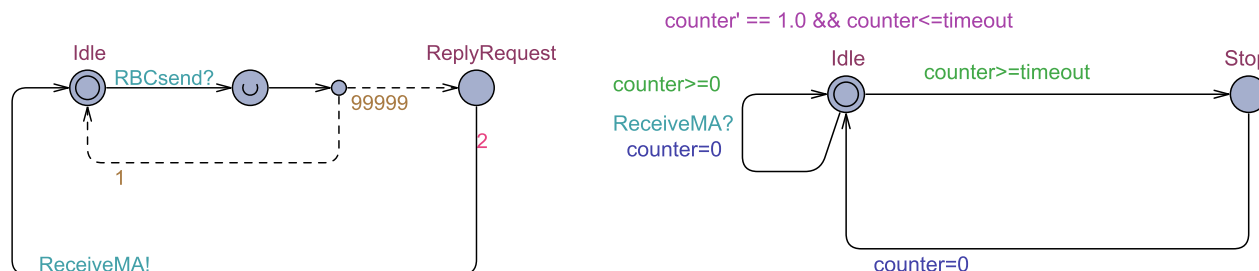 Idle
RBCsend?
ReplyRequest
99999
2
1
ReceiveMA!
counter' == 1.0 && counter<=timeout
Idle
Stop
counter>=0
counter>=timeout
ReceiveMA?
counter=0
counter=0